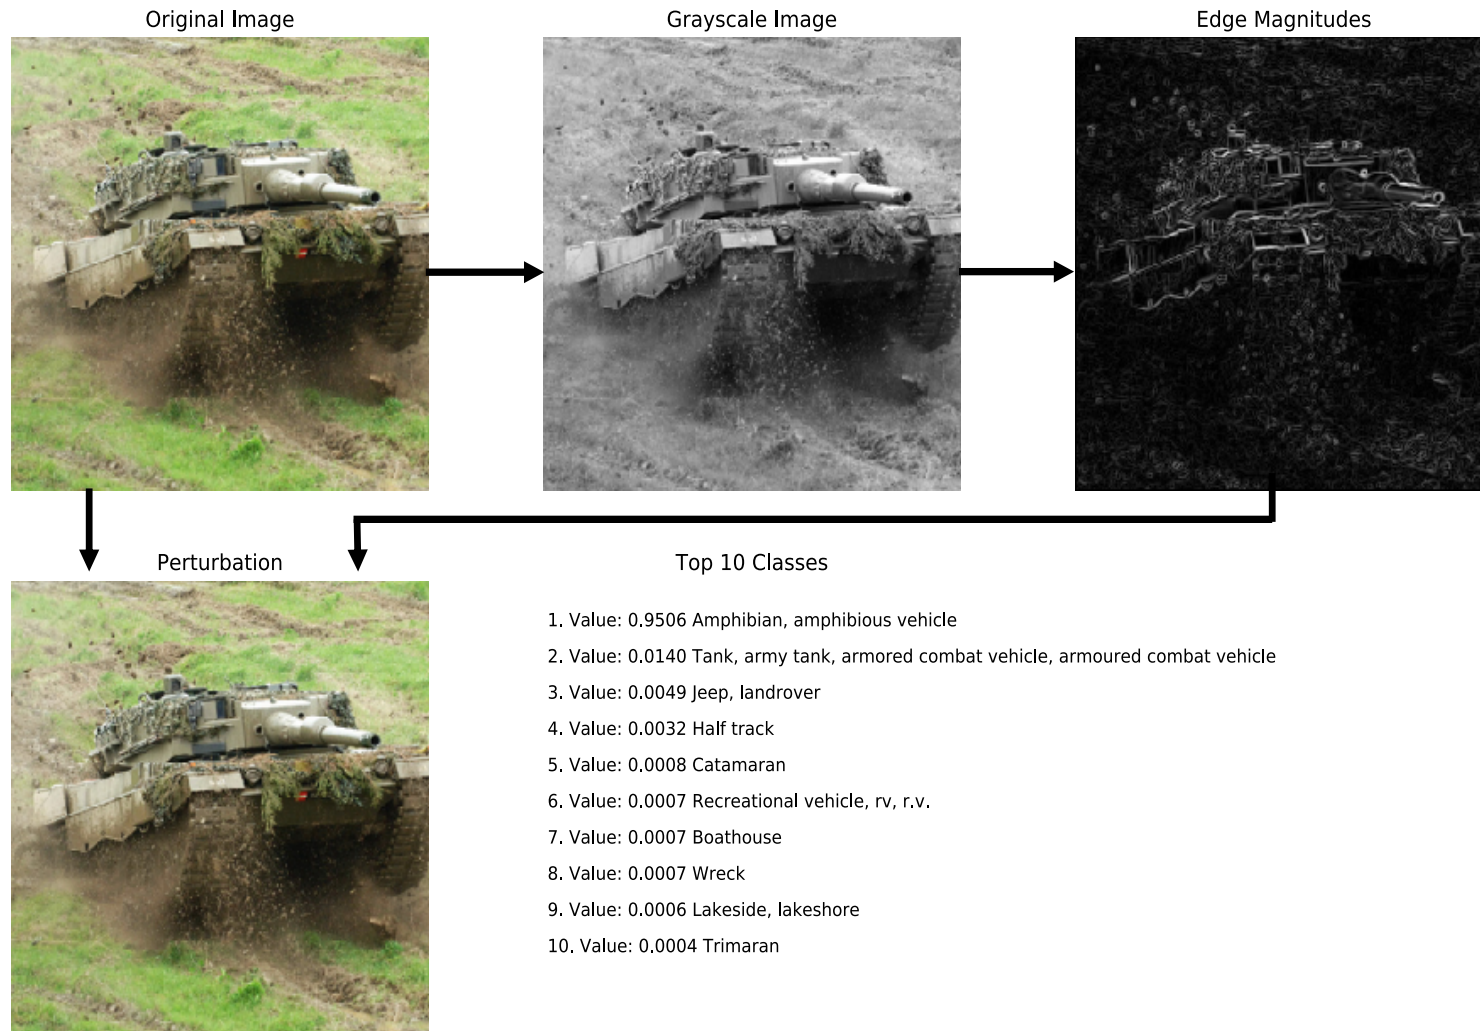 Original Image
Grayscale Image
Edge Magnitudes
Perturbation
Top 10 Classes
1. Value: 0.9506 Amphibian, amphibious vehicle
2. Value: 0.0140 Tank, army tank, armored combat vehicle, armoured combat vehicle
3. Value: 0.0049 Jeep, landrover
4. Value: 0.0032 Half track
5. Value: 0.0008 Catamaran
6. Value: 0.0007 Recreational vehicle, rv, r.v.
7. Value: 0.0007 Boathouse
8. Value: 0.0007 Wreck
9. Value: 0.0006 Lakeside, lakeshore
10. Value: 0.0004 Trimaran